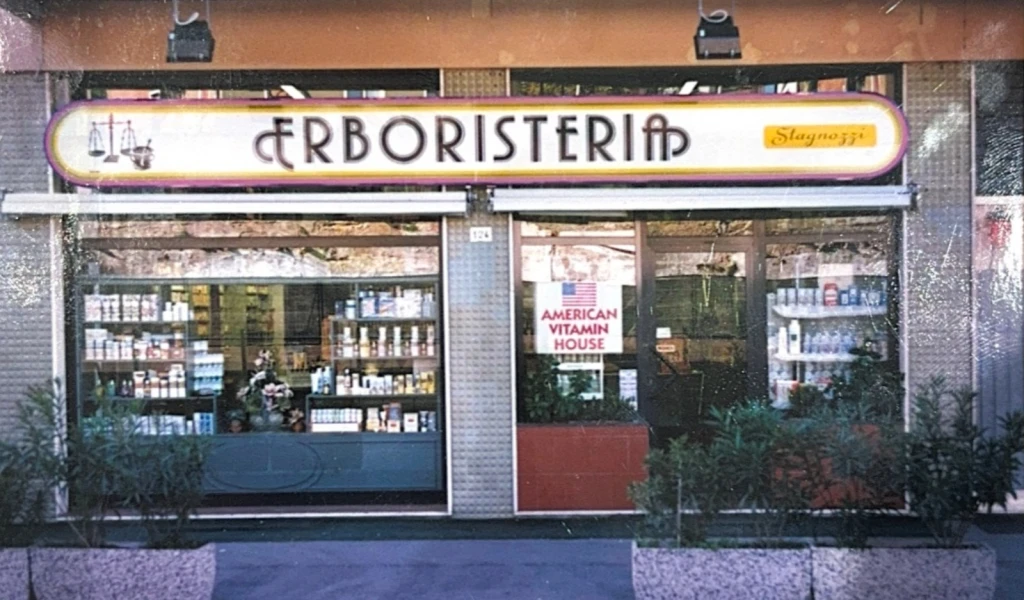 ERBORISTERIA
Stagnozzi
124
AMERICAN
VITAMIN
HOUSE